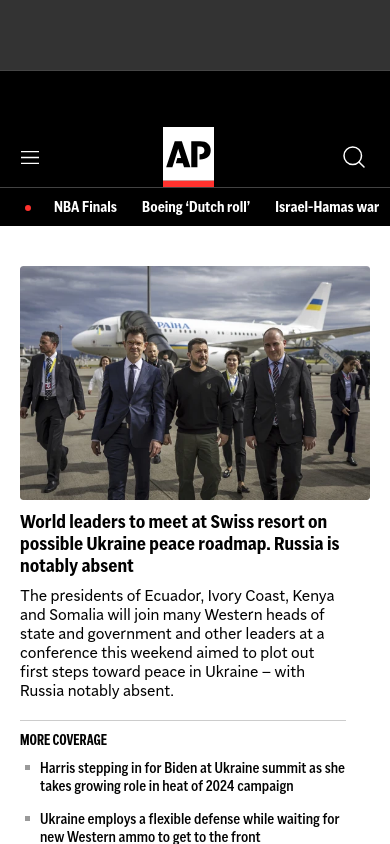 AP
NBA Finals Boeing ‘Dutch roll’ Israel-Hamas war
РАЇНА
World leaders to meet at Swiss resort on
possible Ukraine peace roadmap. Russia is
notably absent
The presidents of Ecuador, Ivory Coast, Kenya
and Somalia will join many Western heads of
state and government and other leaders at a
conference this weekend aimed to plot out
first steps toward peace in Ukraine – with
Russia notably absent.
MORE COVERAGE
Harris stepping in for Biden at Ukraine summit as she
takes growing role in heat of 2024 campaign
Ukraine employs a flexible defense while waiting for
new Western ammo to get to the front